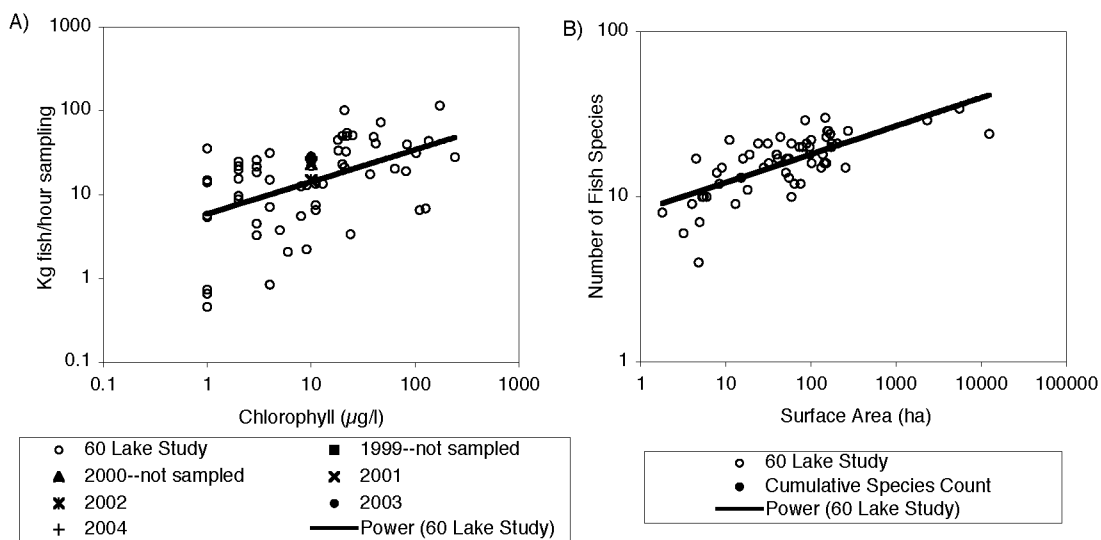 A)
Kg fish/hour sampling
1000
100
10
1
0.1
0.1 1 10 100 1000
Chlorophyll (µg/l)
60 Lake Study 1999--not sampled
2000--not sampled 2001
2002 2003
2004 Power (60 Lake Study)
B)
Number of Fish Species
100
10
1
1 10 100 1000 10000 100000
Surface Area (ha)
60 Lake Study
Cumulative Species Count
Power (60 Lake Study)